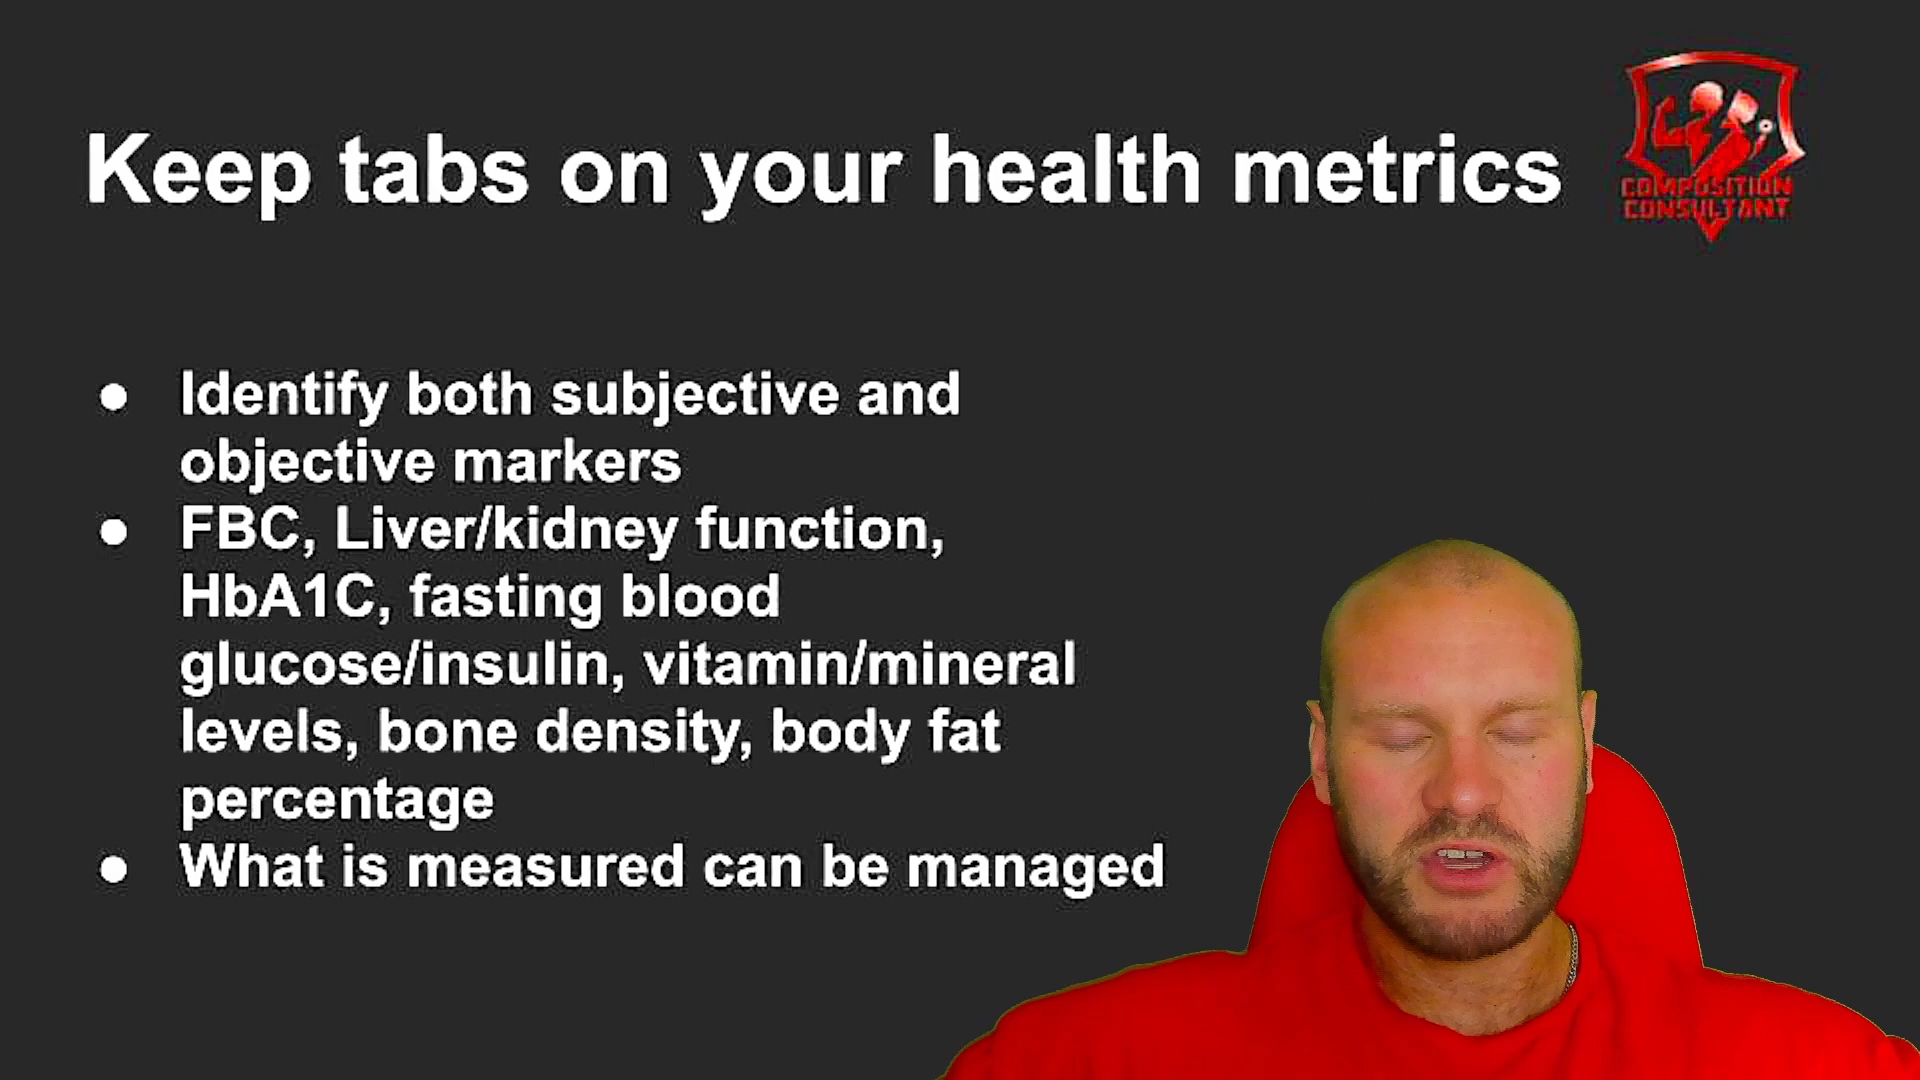 Keep tabs on your health metrics
COMPOSITION
CONSULTANT
● Identify both subjective and
objective markers
● FBC, Liver/kidney function,
HbA1C, fasting blood
glucose/insulin, vitamin/mineral
levels, bone density, body fat
percentage
● What is measured can be managed